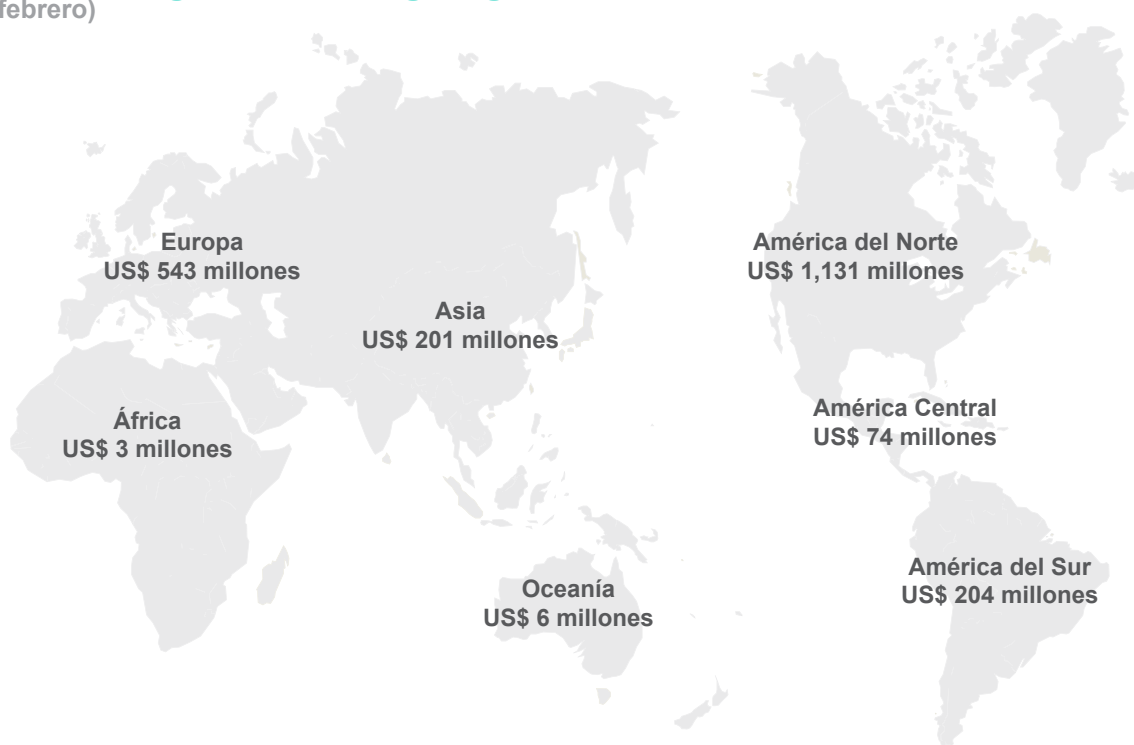 febrero)
Europa
US$ 543 millones
América del Norte
US$ 1,131 millones
Asia
US$ 201 millones
África
US$ 3 millones
América Central
US$ 74 millones
América del Sur
US$ 204 millones
Oceanía
US$ 6 millones